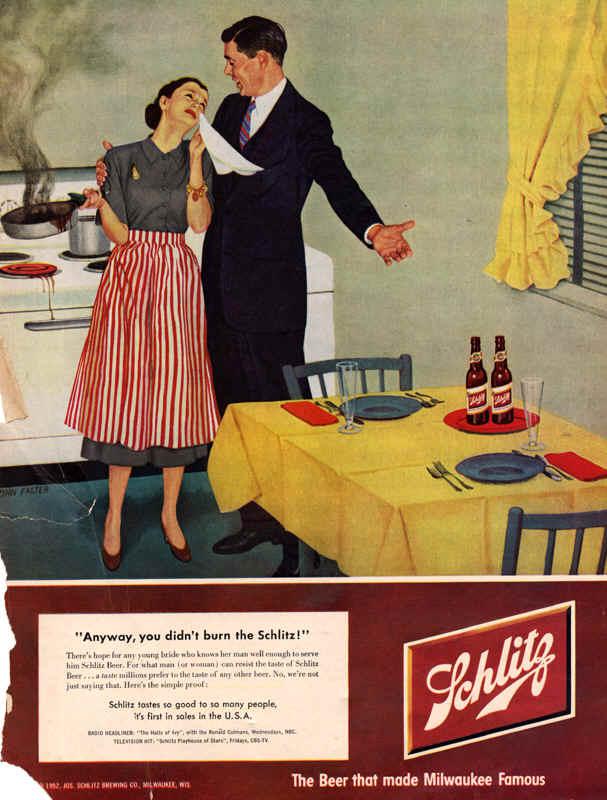 Schlitz
Schlitz
OHN FALTER
"Anyway, you didn't burn the Schlitz!"
There's hope for any young bride who knows her man well enough to serve
him Schlitz Beer. For what man (or woman) can resist the taste of Schlitz
Beer . . . a taste millions prefer to the taste of any other beer. No, we're not
just saying that. Here's the simple proof:
Schlitz tastes so good to so many people,
it's first in sales in the U.S.A.
RADIO HEADLINER: "The Halls of Ivy", with the Ronald Colmans, Wednesdays, NBC.
TELEVISION HIT: "Schlitz Playhouse of Stars", Fridays, CBS-TV.
Schlitz
1952, JOS. SCHLITZ BREWING CO., MILWAUKEE, WIS.
The Beer that made Milwaukee Famous